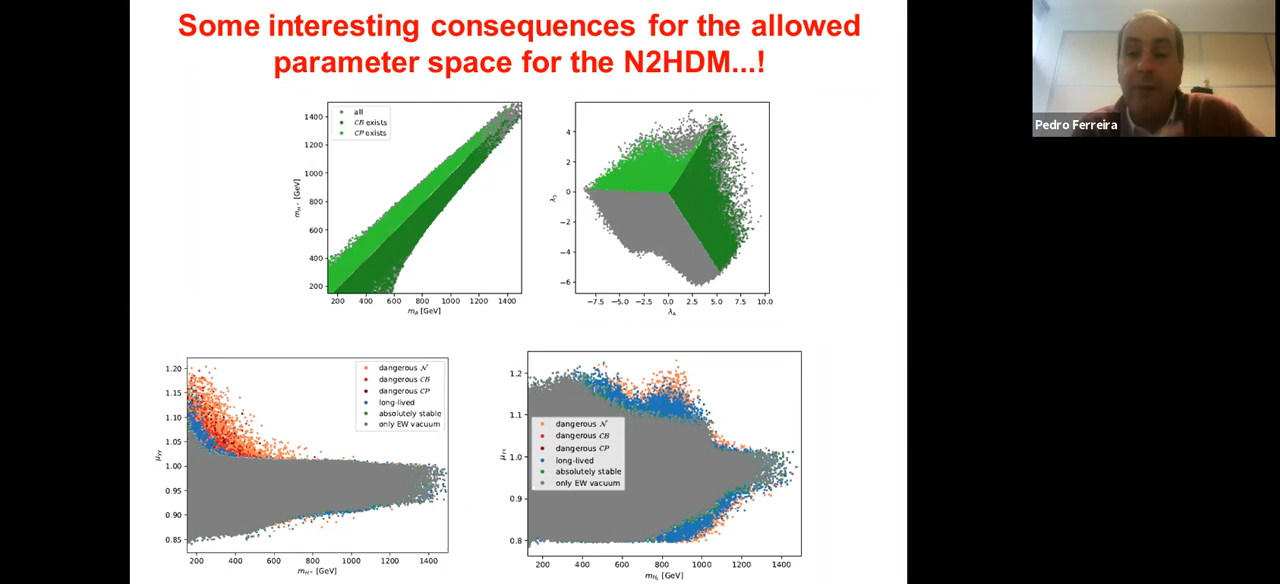 Some interesting consequences for the allowed
parameter space for the N2HDM...!
Pedro Ferreira
all
CB exists
CP exists
1400
1200
1000
800
600
400
200
m_H⁺ [GeV]
200 400 600 800 1000 1200 1400
m_A [GeV]
4
2
0
−2
−4
−6
−7.5 −5.0 −2.5 0.0 2.5 5.0 7.5 10.0
λ₄
dangerous N
dangerous CB
dangerous CP
long-lived
absolutely stable
only EW vacuum
1.20
1.15
1.10
1.05
1.00
0.95
0.90
0.85
μ_γγ
200 400 600 800 1000 1200 1400
[GeV]
dangerous N
dangerous CB
dangerous CP
long-lived
absolutely stable
only EW vacuum
1.2
1.1
1.0
0.9
0.8
200 400 600 800 1000 1200 1400
[GeV]